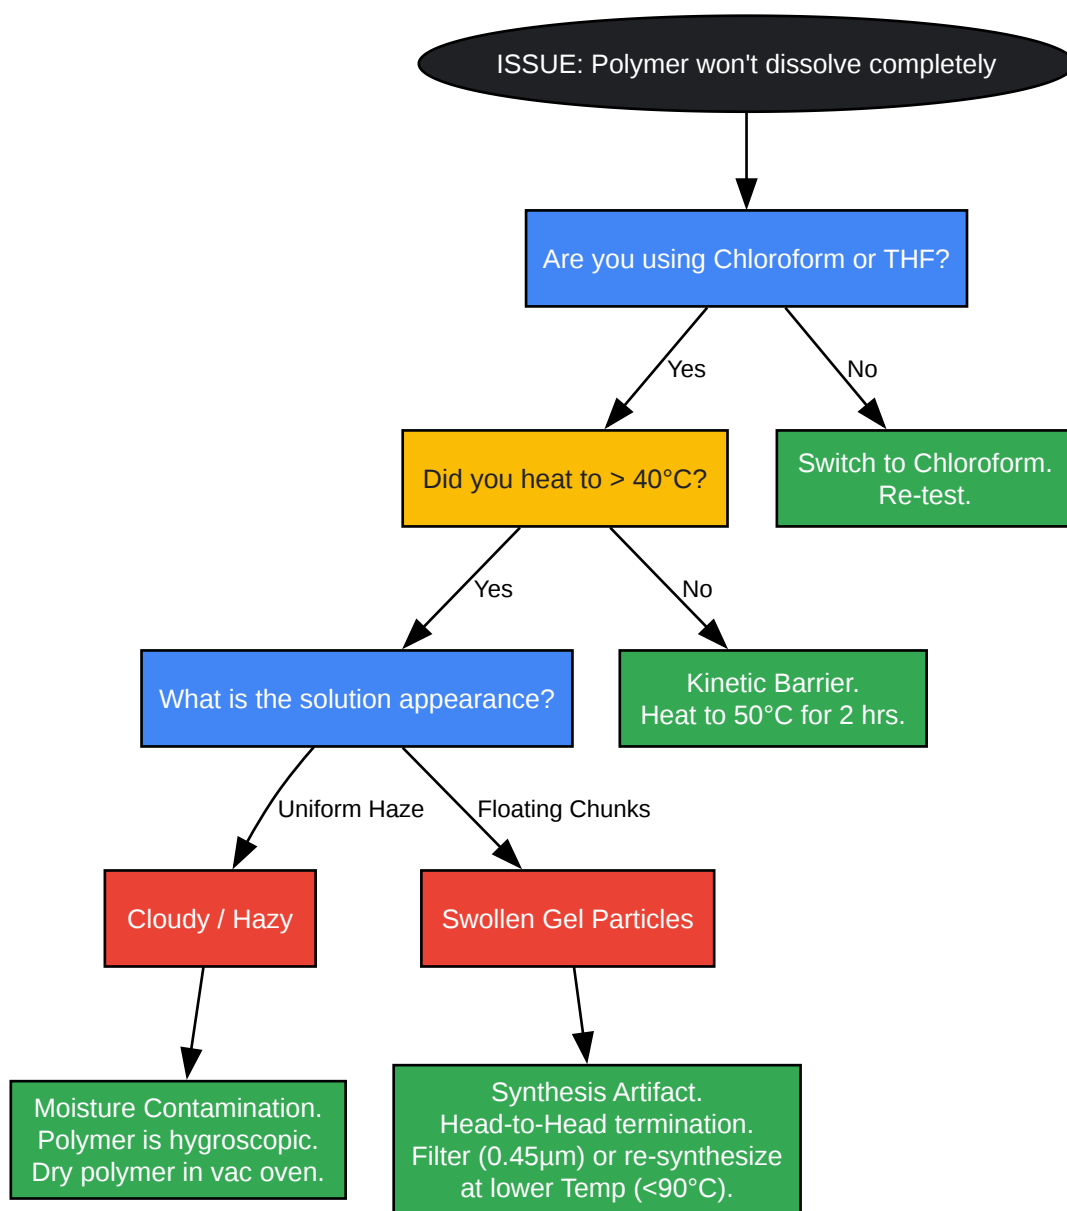 ISSUE: Polymer won't dissolve completely
Are you using Chloroform or THF?
Yes
No
Did you heat to > 40°C?
Switch to Chloroform.
Re-test.
Yes
No
What is the solution appearance?
Kinetic Barrier.
Heat to 50°C for 2 hrs.
Uniform Haze
Floating Chunks
Cloudy / Hazy
Swollen Gel Particles
Moisture Contamination.
Polymer is hygroscopic.
Dry polymer in vac oven.
Synthesis Artifact.
Head-to-Head termination.
Filter (0.45µm) or re-synthesize
at lower Temp (<90°C).